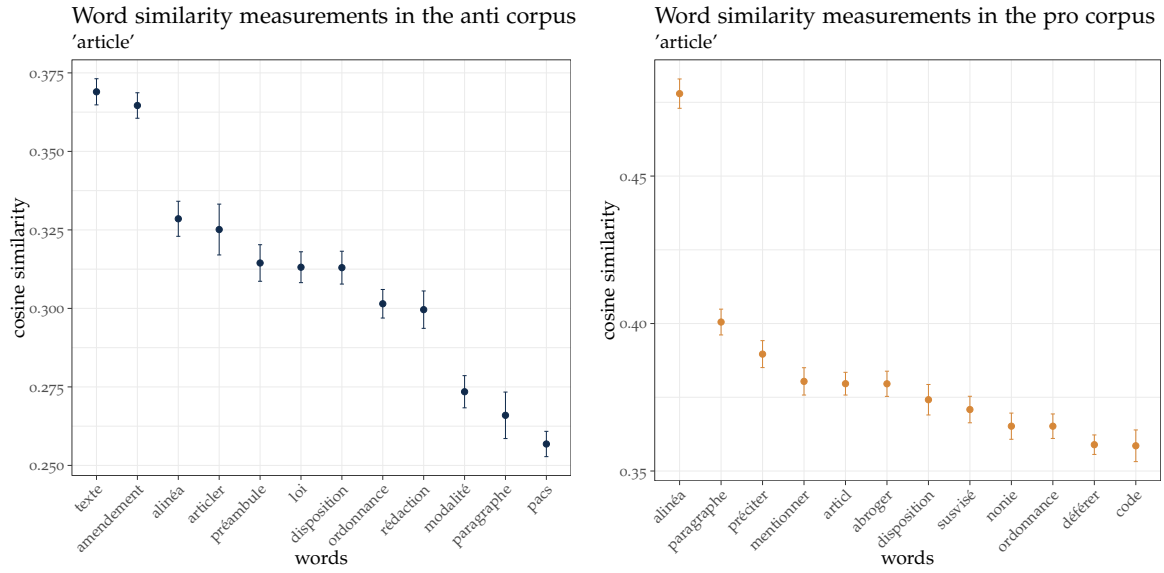 Word similarity measurements in the anti corpus
'article'
cosine similarity
0.375
0.350
0.325
0.300
0.275
0.250
texte
amendement
alinéa
articler
préambule
loi
disposition
ordonnance
rédaction
modalité
paragraphe
pacs
words
Word similarity measurements in the pro corpus
'article'
cosine similarity
0.45
0.40
0.35
alinéa
paragraphe
préciter
mentionner
articl
abroger
disposition
susvisé
nonie
ordonnance
déférer
code
words